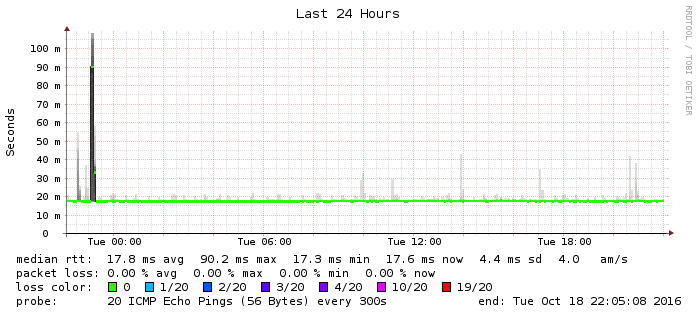 Last 24 Hours
RRDTOOL / TOBI OETIKER
Seconds
100 m
90 m
80 m
70 m
60 m
50 m
40 m
30 m
20 m
10 m
0
Tue 00:00 Tue 06:00 Tue 12:00 Tue 18:00
median rtt: 17.8 ms avg 90.2 ms max 17.3 ms min 17.6 ms now 4.4 ms sd 4.0 am/s
packet loss: 0.00 % avg 0.00 % max 0.00 % min 0.00 % now
loss color: 0 1/20 2/20 3/20 4/20 10/20 19/20
probe: 20 ICMP Echo Pings (56 Bytes) every 300s end: Tue Oct 18 22:05:08 2016